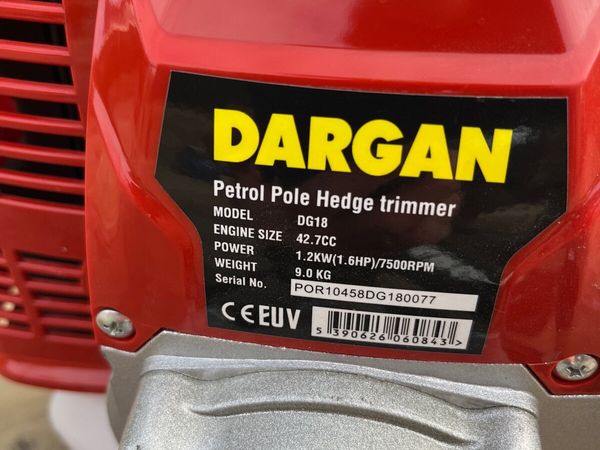 DARGAN
Petrol Pole Hedge trimmer
MODEL DG18
ENGINE SIZE 42.7CC
POWER 1.2KW(1.6HP)/7500RPM
WEIGHT 9.0 KG
Serial No. POR10458DG180077
CE EUV
5 390626 060843 >